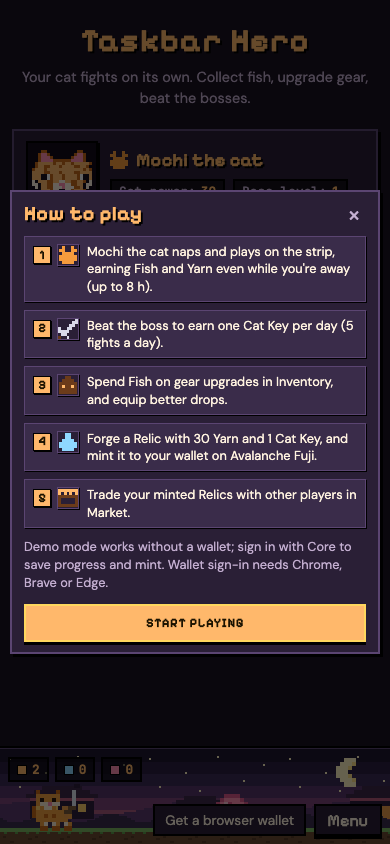 Taskbar Hero
Your cat fights on its own. Collect fish, upgrade gear,
beat the bosses.
Mochi the cat
How to play
×
1
Mochi the cat naps and plays on the strip,
earning Fish and Yarn even while you're away
(up to 8 h).
2
Beat the boss to earn one Cat Key per day (5
fights a day).
3
Spend Fish on gear upgrades in Inventory,
and equip better drops.
4
Forge a Relic with 30 Yarn and 1 Cat Key, and
mint it to your wallet on Avalanche Fuji.
5
Trade your minted Relics with other players in
Market.
Demo mode works without a wallet; sign in with Core to
save progress and mint. Wallet sign-in needs Chrome,
Brave or Edge.
START PLAYING
2 0 0
Get a browser wallet
Menu